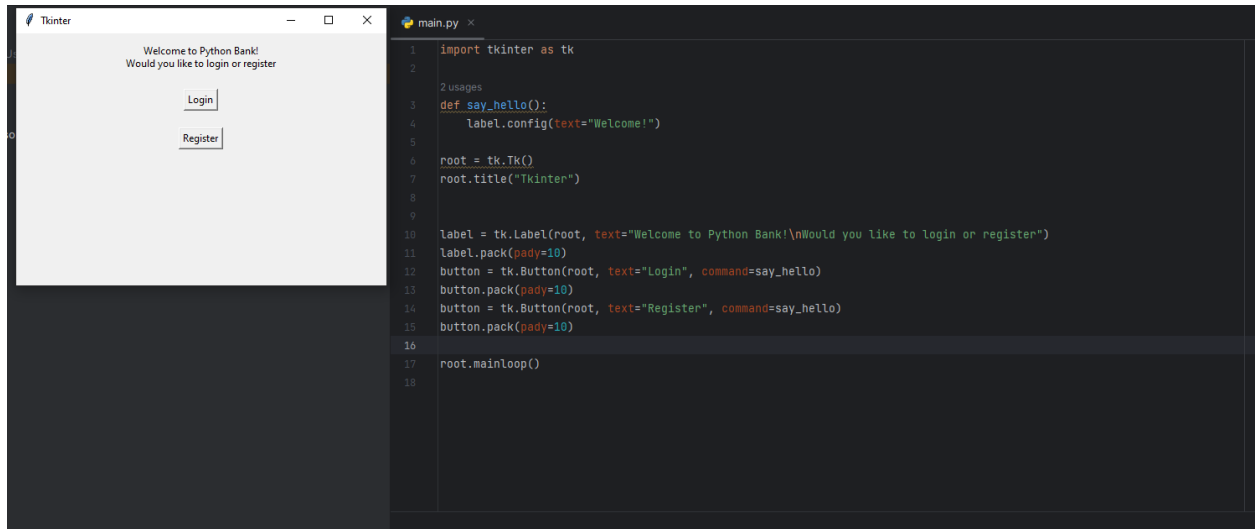 Tkinter
Welcome to Python Bank!
Would you like to login or register
Login
Register
so
main.py
1 import tkinter as tk
2
2 usages
3 def say_hello():
4     label.config(text="Welcome!")
5
6 root = tk.Tk()
7 root.title("Tkinter")
8
9
10 label = tk.Label(root, text="Welcome to Python Bank!\nWould you like to login or register")
11 label.pack(pady=10)
12 button = tk.Button(root, text="Login", command=say_hello)
13 button.pack(pady=10)
14 button = tk.Button(root, text="Register", command=say_hello)
15 button.pack(pady=10)
16
17 root.mainloop()
18